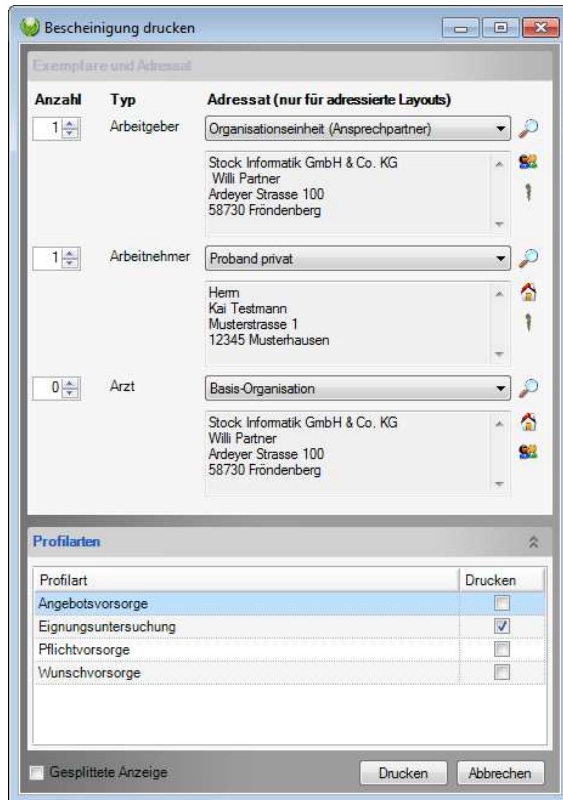 Bescheinigung drucken
Exemplare und Adressat
Anzahl Typ Adressat (nur für adressierte Layouts)
1 Arbeitgeber Organisationseinheit (Ansprechpartner)
Stock Informatik GmbH & Co. KG
Willi Partner
Ardeyer Strasse 100
58730 Fröndenberg
1 Arbeitnehmer Proband privat
Herrn
Kai Testmann
Musterstrasse 1
12345 Musterhausen
0 Arzt Basis-Organisation
Stock Informatik GmbH & Co. KG
Willi Partner
Ardeyer Strasse 100
58730 Fröndenberg
Profilarten
Profilart Drucken
Angebotsvorsorge
Eignungsuntersuchung
Pflichtvorsorge
Wunschvorsorge
Gesplittete Anzeige Drucken Abbrechen